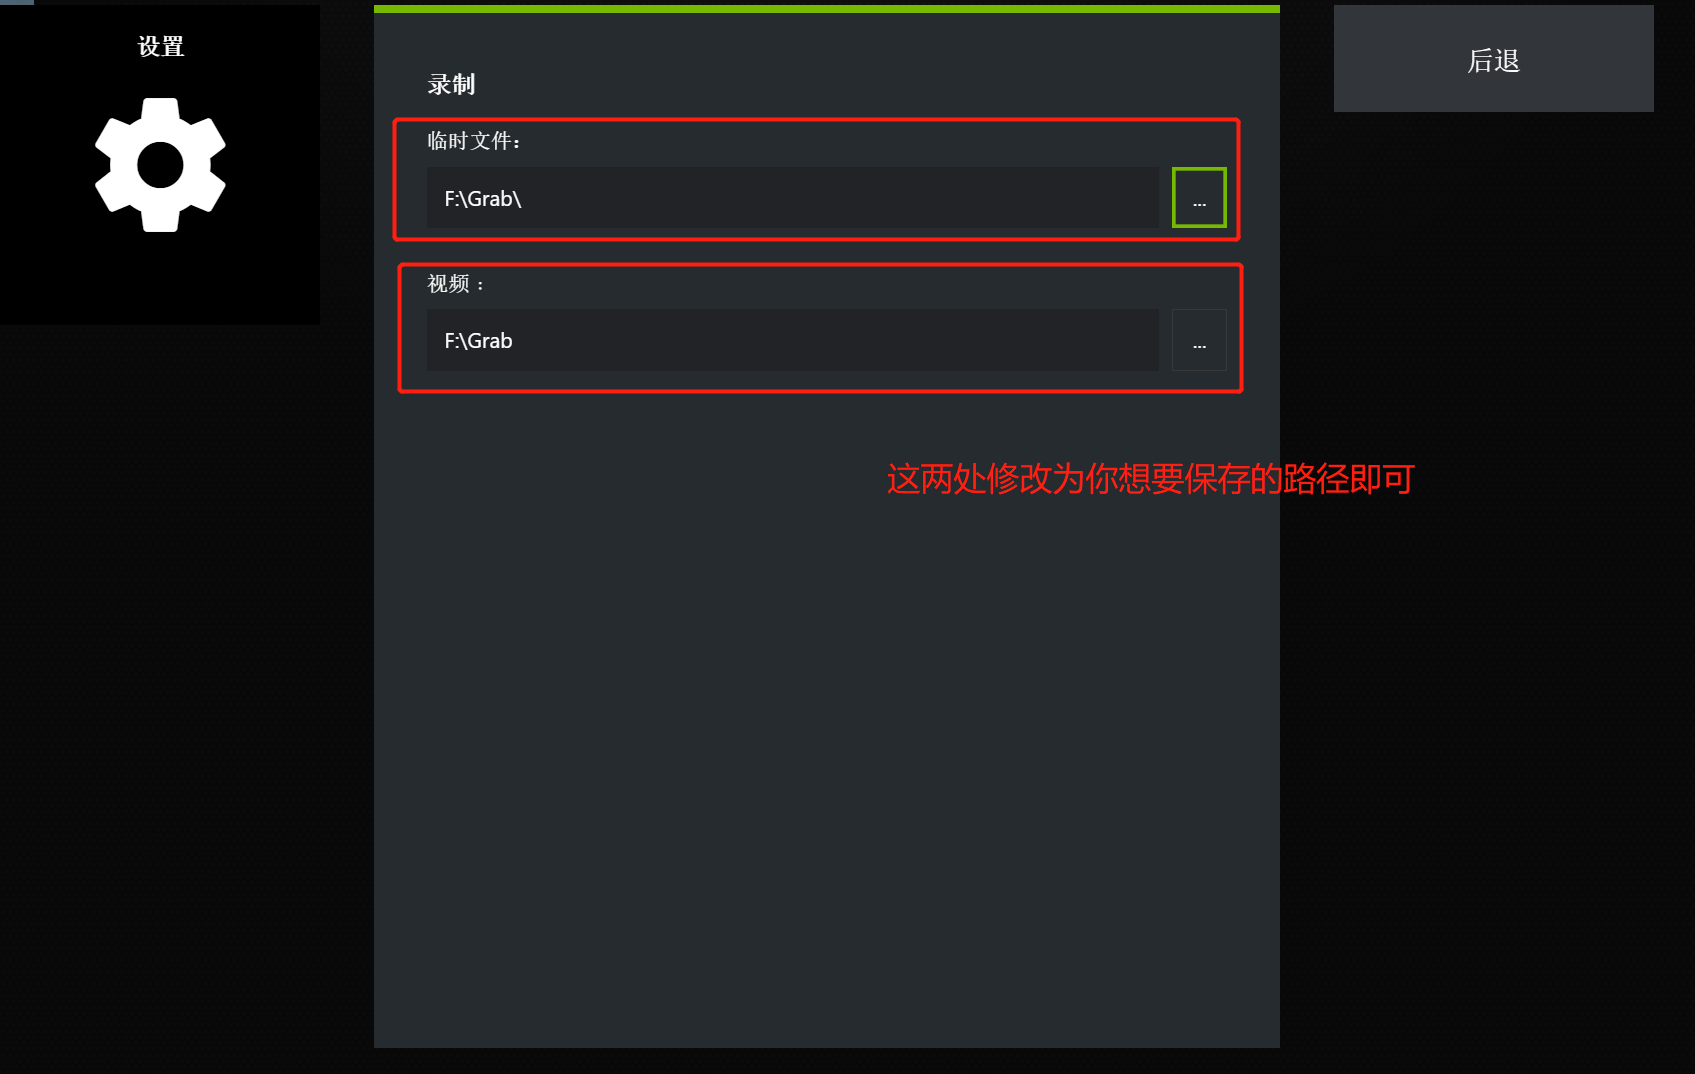 设置
录制
临时文件：
F:\Grab\
...
视频：
F:\Grab
...
后退
这两处修改为你想要保存的路径即可